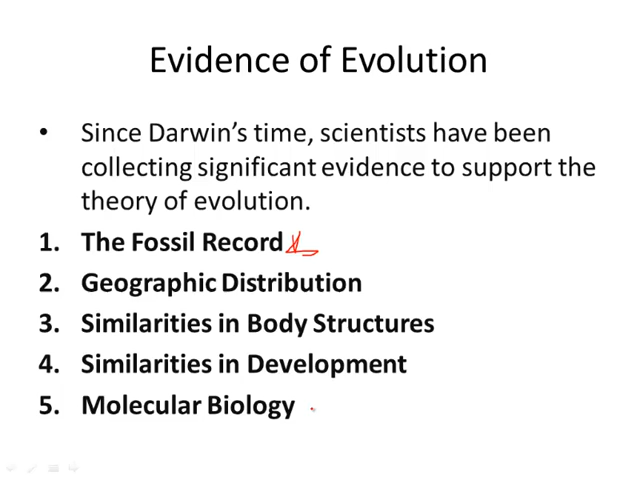 Evidence of Evolution
• Since Darwin's time, scientists have been
collecting significant evidence to support the
theory of evolution.
1. The Fossil Record
2. Geographic Distribution
3. Similarities in Body Structures
4. Similarities in Development
5. Molecular Biology